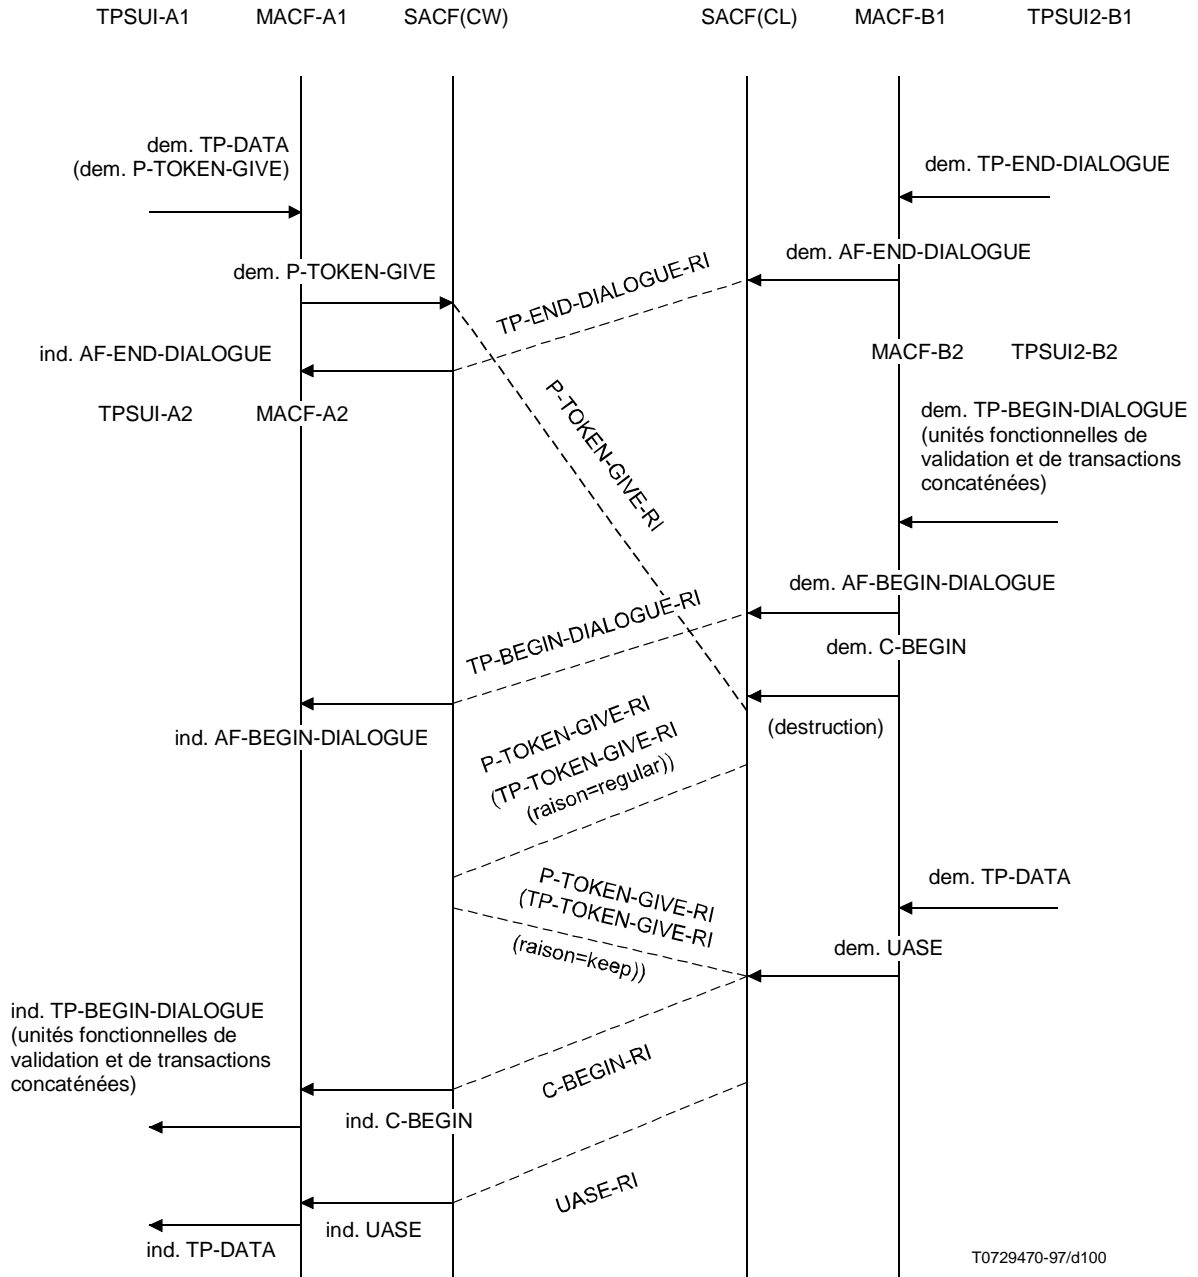 TPSUI-A1 MACF-A1 SACF(CW) SACF(CL) MACF-B1 TPSUI2-B1
dem. TP-DATA
(dem. P-TOKEN-GIVE)
dem. TP-END-DIALOGUE
dem. AF-END-DIALOGUE
dem. P-TOKEN-GIVE
TP-END-DIALOGUE-RI
ind. AF-END-DIALOGUE
MACF-B2 TPSUI2-B2
TPSUI-A2 MACF-A2
P-TOKEN-GIVE-RI
dem. TP-BEGIN-DIALOGUE
(unités fonctionnelles de
validation et de transactions
concaténées)
dem. AF-BEGIN-DIALOGUE
TP-BEGIN-DIALOGUE-RI
dem. C-BEGIN
ind. AF-BEGIN-DIALOGUE
(destruction)
P-TOKEN-GIVE-RI
(TP-TOKEN-GIVE-RI
(raison=regular))
P-TOKEN-GIVE-RI
(TP-TOKEN-GIVE-RI
(raison=keep))
dem. TP-DATA
dem. UASE
ind. TP-BEGIN-DIALOGUE
(unités fonctionnelles de
validation et de transactions
concaténées)
C-BEGIN-RI
ind. C-BEGIN
UASE-RI
ind. UASE
ind. TP-DATA
T0729470-97/d100